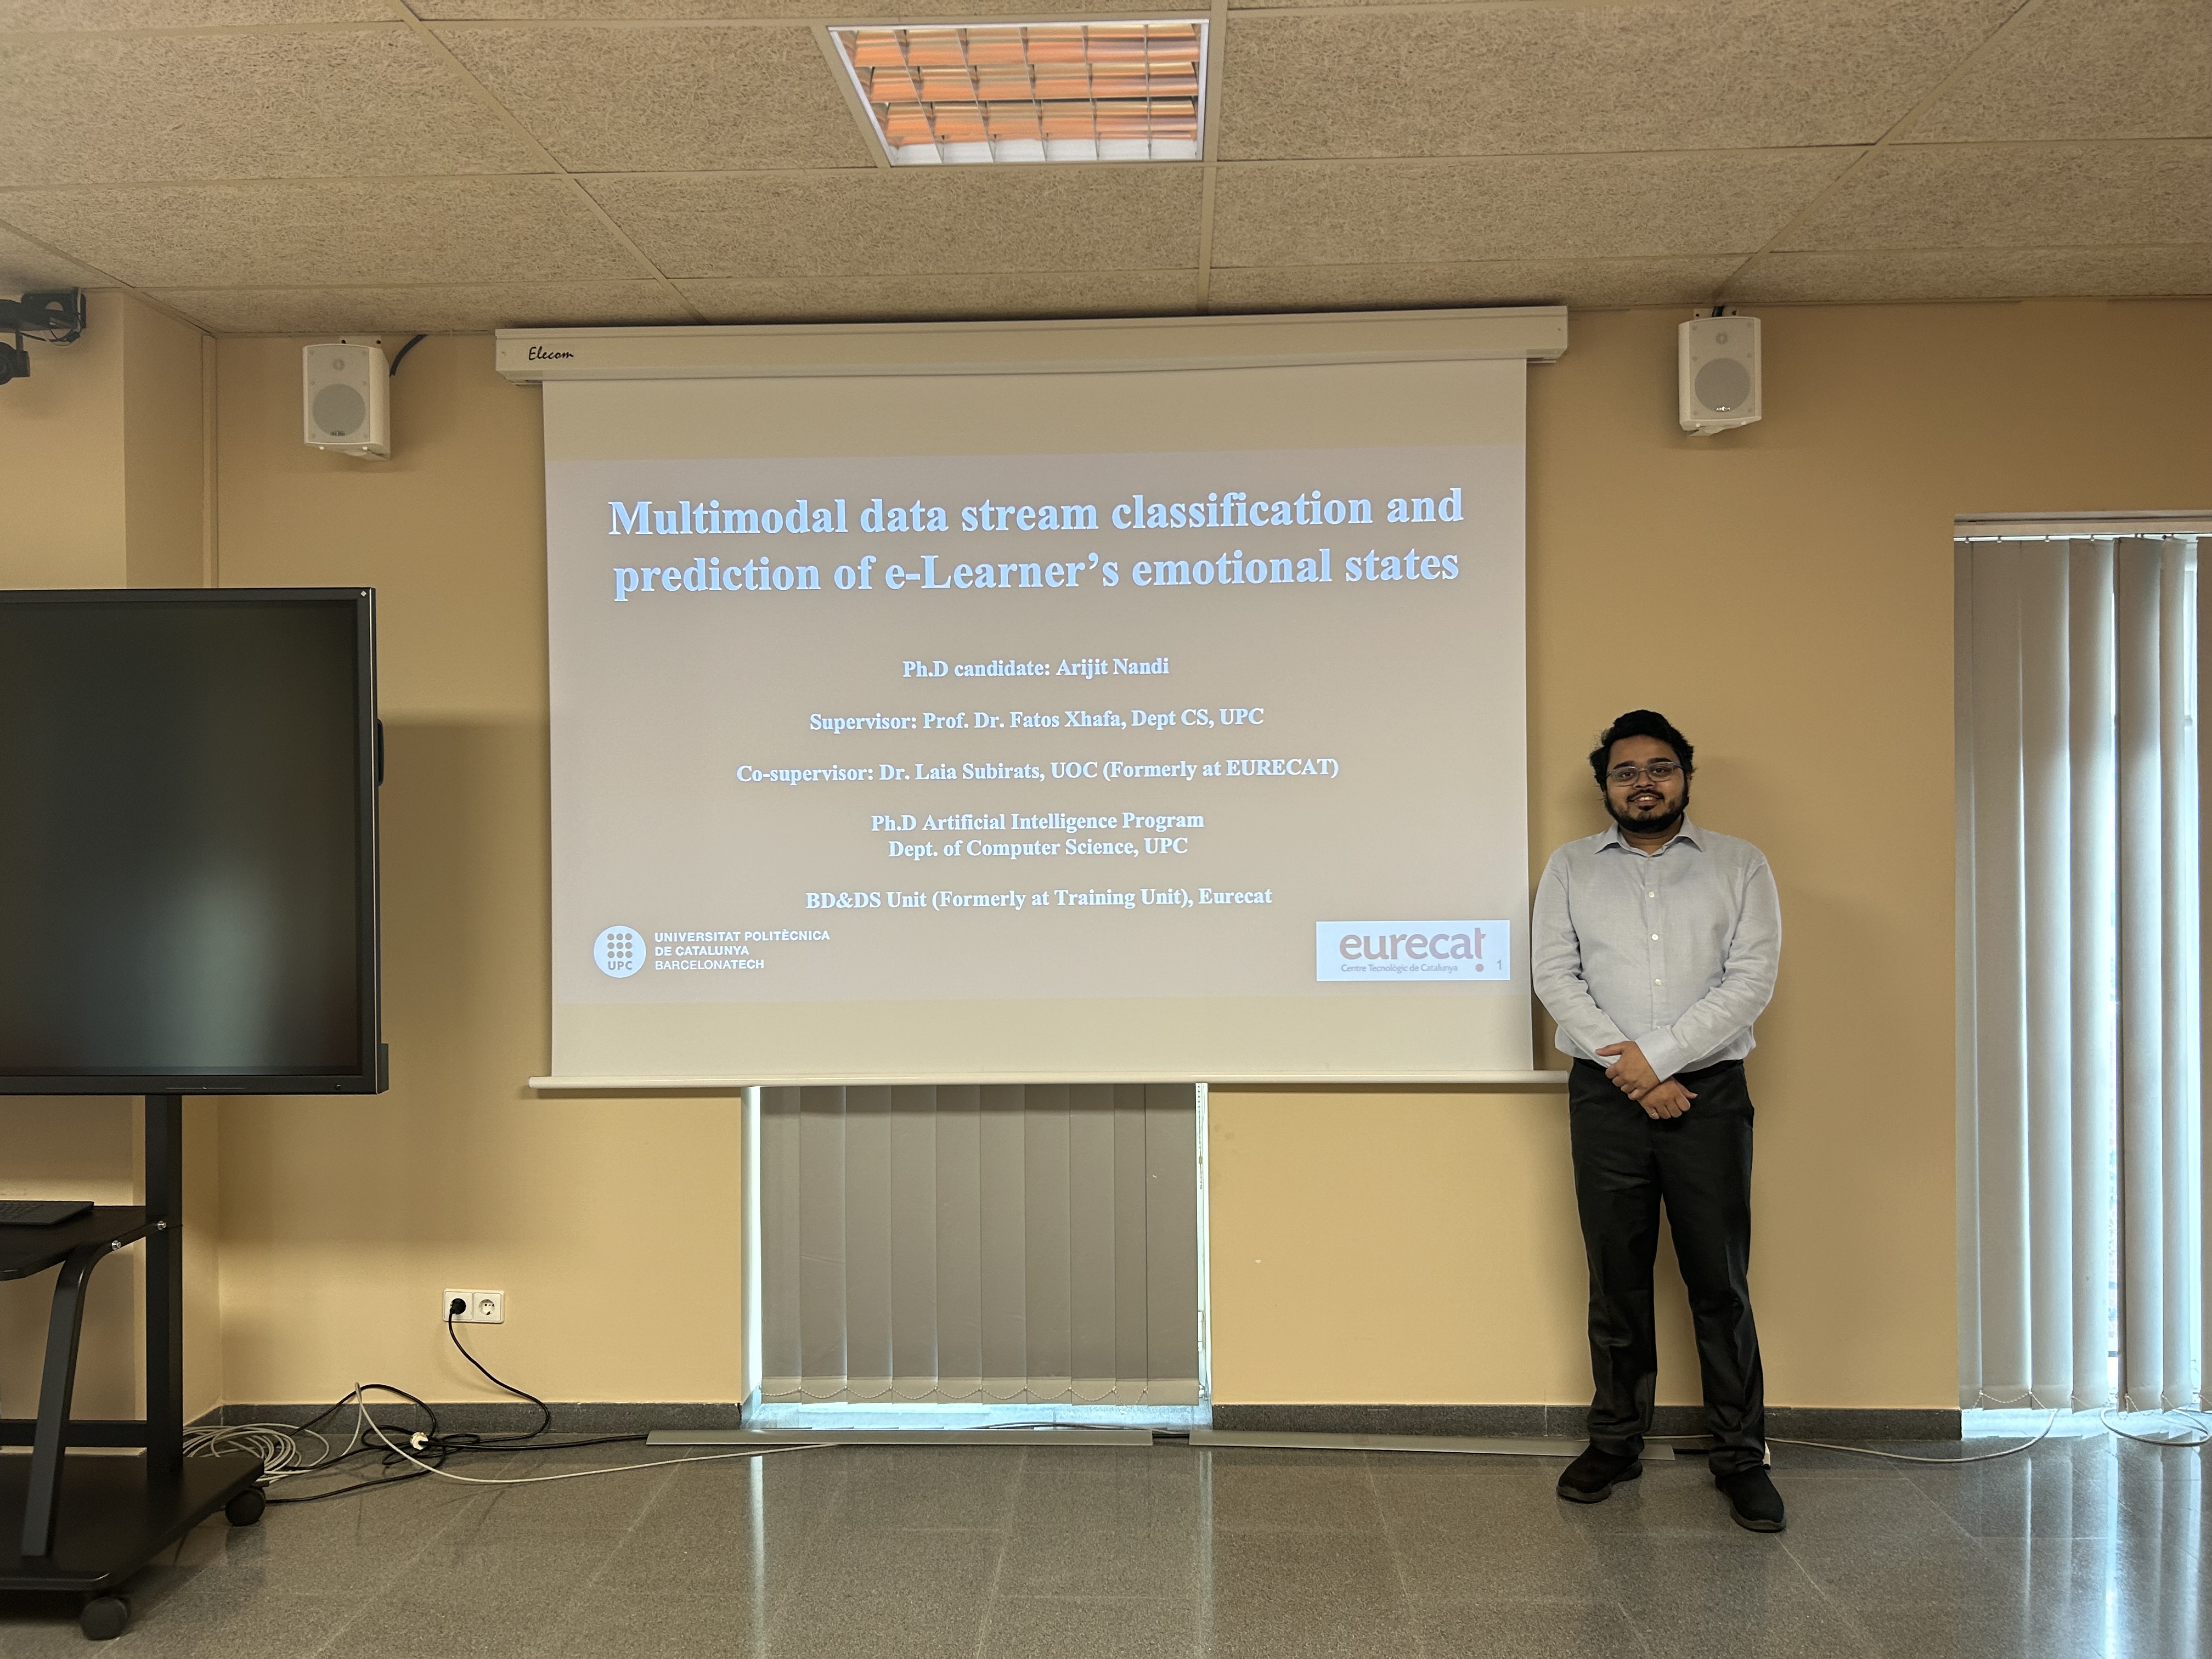 Elecom
Multimodal data stream classification and
prediction of e-Learner’s emotional states
Ph.D candidate: Arijit Nandi
Supervisor: Prof. Dr. Fatos Xhafa, Dept CS, UPC
Co-supervisor: Dr. Laia Subirats, UOC (Formerly at EURECAT)
Ph.D Artificial Intelligence Program
Dept. of Computer Science, UPC
BD&DS Unit (Formerly at Training Unit), Eurecat
UPC
UNIVERSITAT POLITÈCNICA
DE CATALUNYA
BARCELONATECH
eurecat
Centre Tecnològic de Catalunya
1